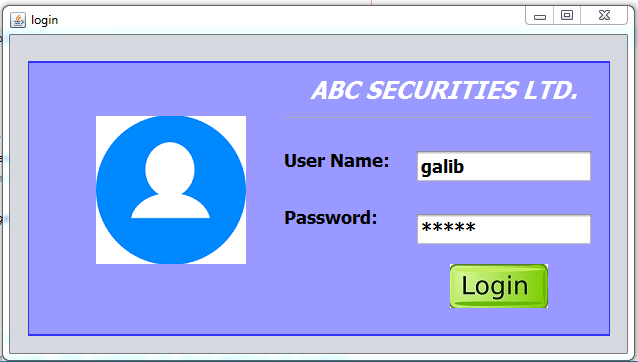 login
ABC SECURITIES LTD.
User Name:
galib
Password:
*****
Login